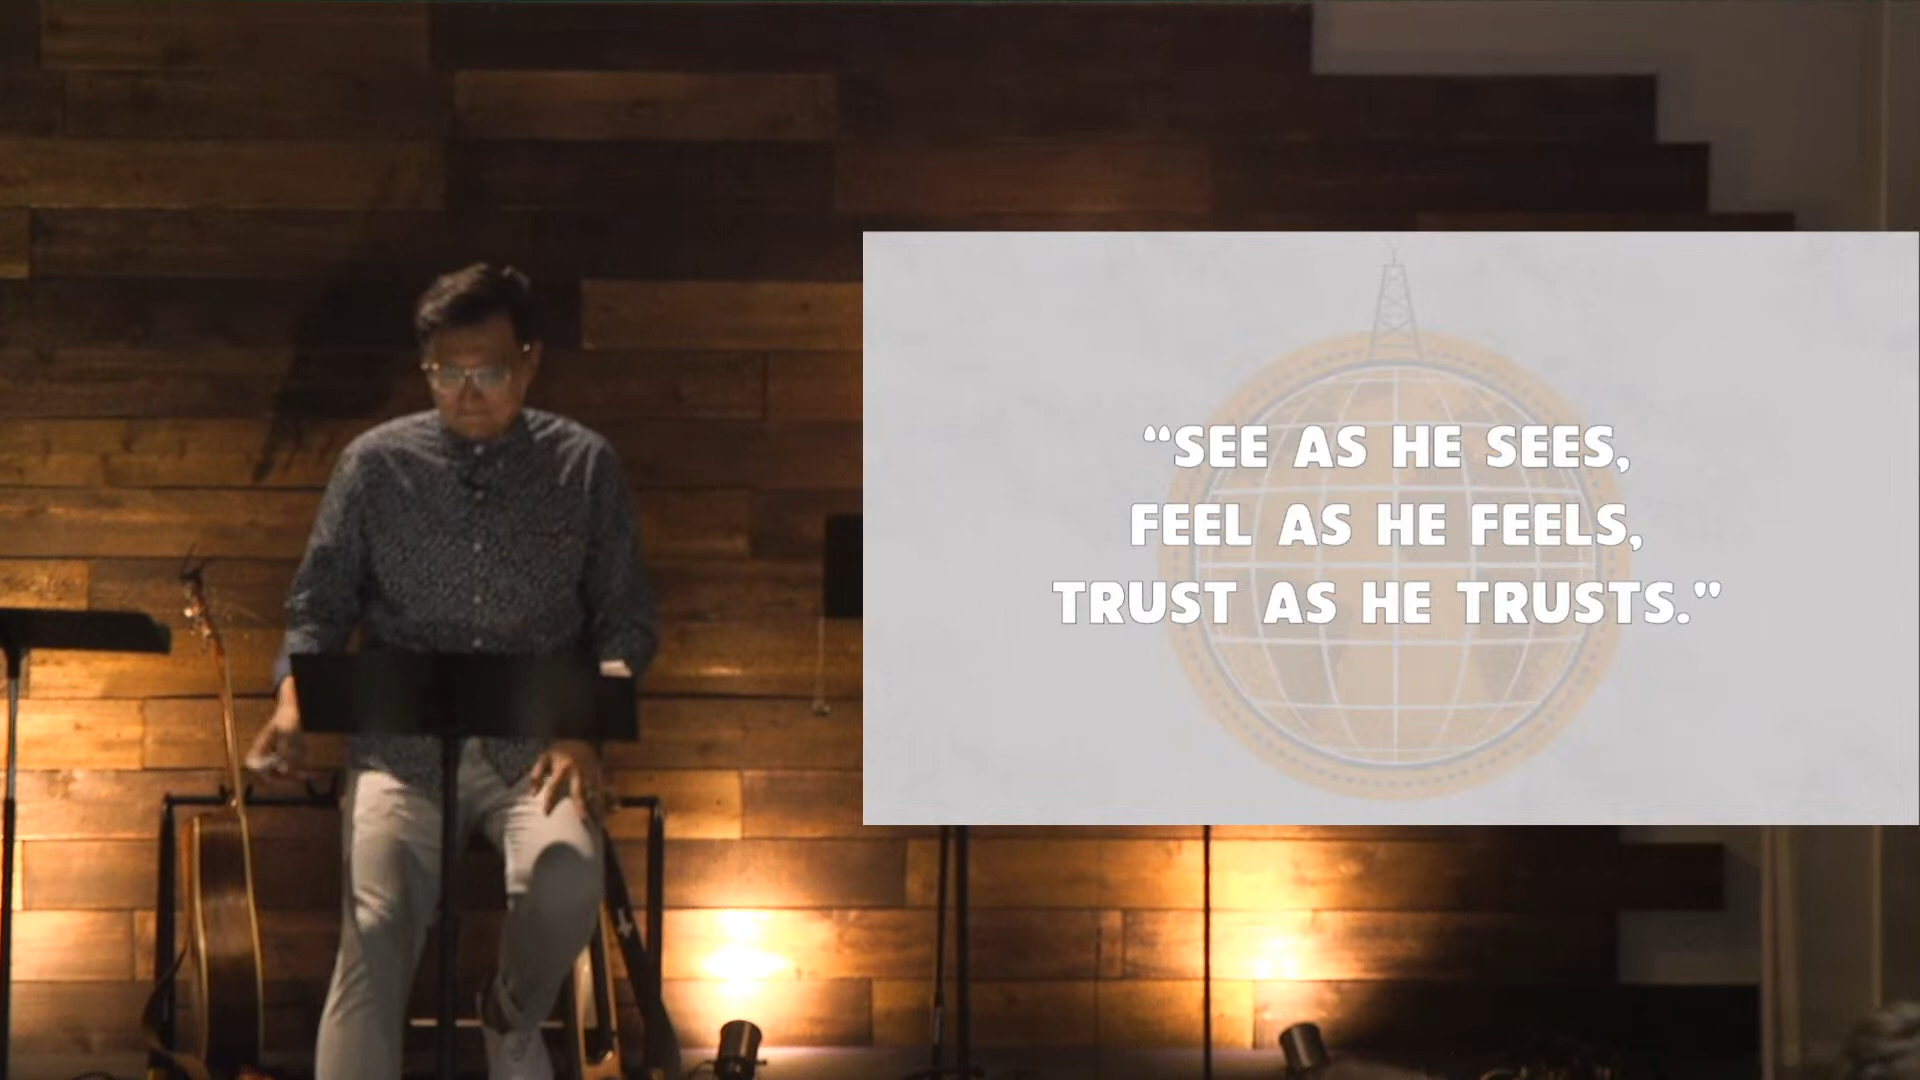 “SEE AS HE SEES,
FEEL AS HE FEELS,
TRUST AS HE TRUSTS."